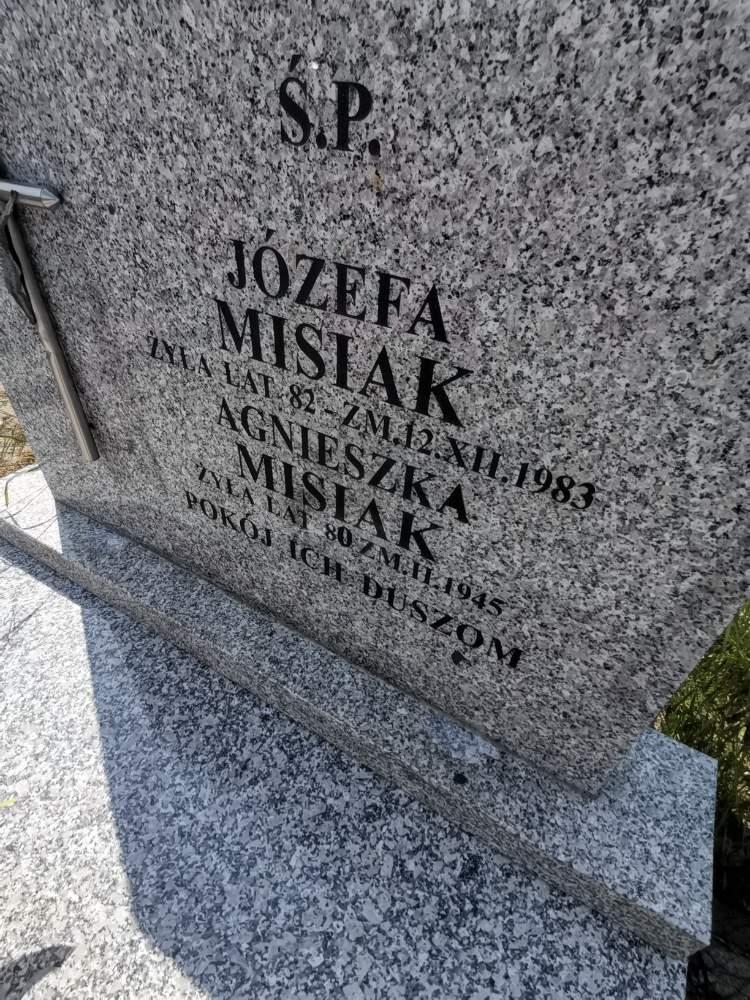 Ś.P.
JÓZEFA
MISIAK
ŻYŁA LAT 82 - ZM.12.XII.1983
AGNIESZKA
MISIAK
ŻYŁA LAT 80 ZM.II.1945
POKÓJ ICH DUSZOM